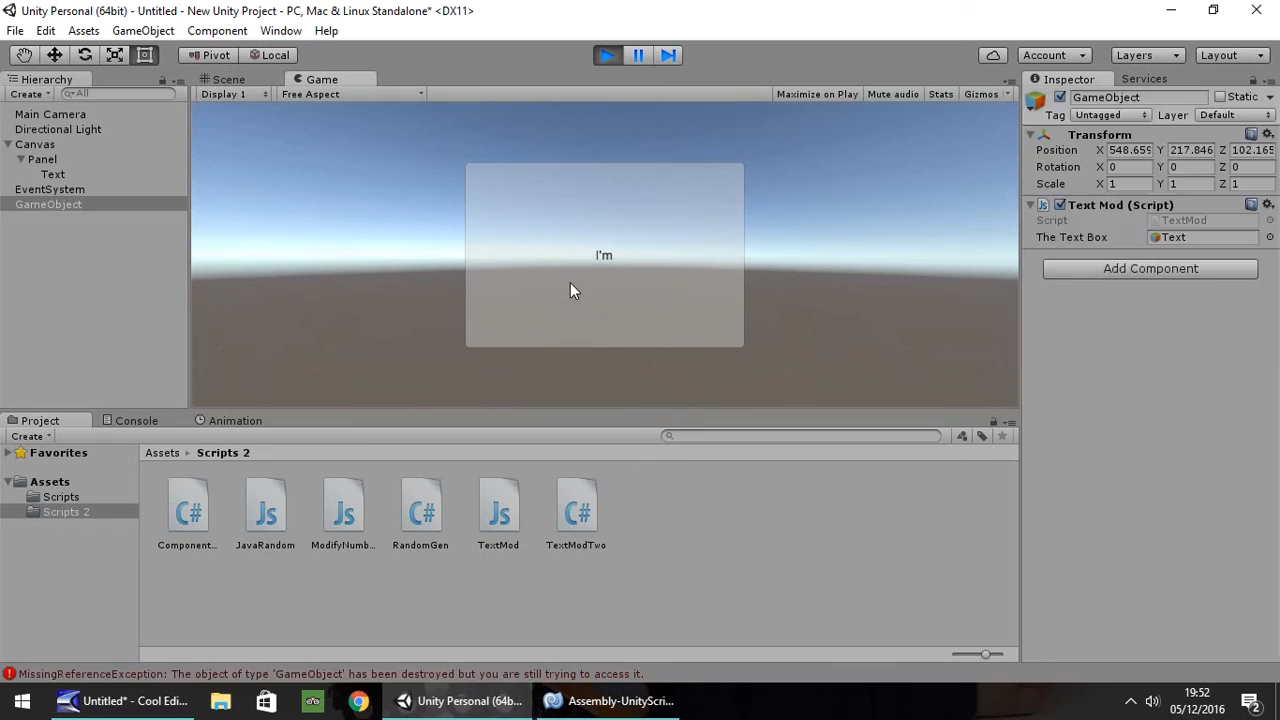 Unity Personal (64bit) - Untitled - New Unity Project - PC, Mac & Linux Standalone* <DX11>
File Edit Assets GameObject Component Window Help
Pivot Local Account Layers Layout
Hierarchy Scene Game Inspector Services
Create All Display 1 Free Aspect Maximize on Play Mute audio Stats Gizmos GameObject Static
Main Camera
Directional Light
Canvas
Panel
Text
EventSystem
GameObject
I'm
Tag Untagged Layer Default
Transform
Position X 548.659 Y 217.846 Z 102.165
Rotation X 0 Y 0 Z 0
Scale X 1 Y 1 Z 1
Js Text Mod (Script)
Script TextMod
The Text Box Text
Add Component
Project Console Animation
Create
Favorites
Assets
Scripts
Scripts 2
Assets Scripts 2
C# Js Js C# Js C#
Component... JavaRandom ModifyNumb... RandomGen TextMod TextModTwo
MissingReferenceException: The object of type 'GameObject' has been destroyed but you are still trying to access it.
Untitled* - Cool Edi... Unity Personal (64b... Assembly-UnityScri...
19:52
05/12/2016
2